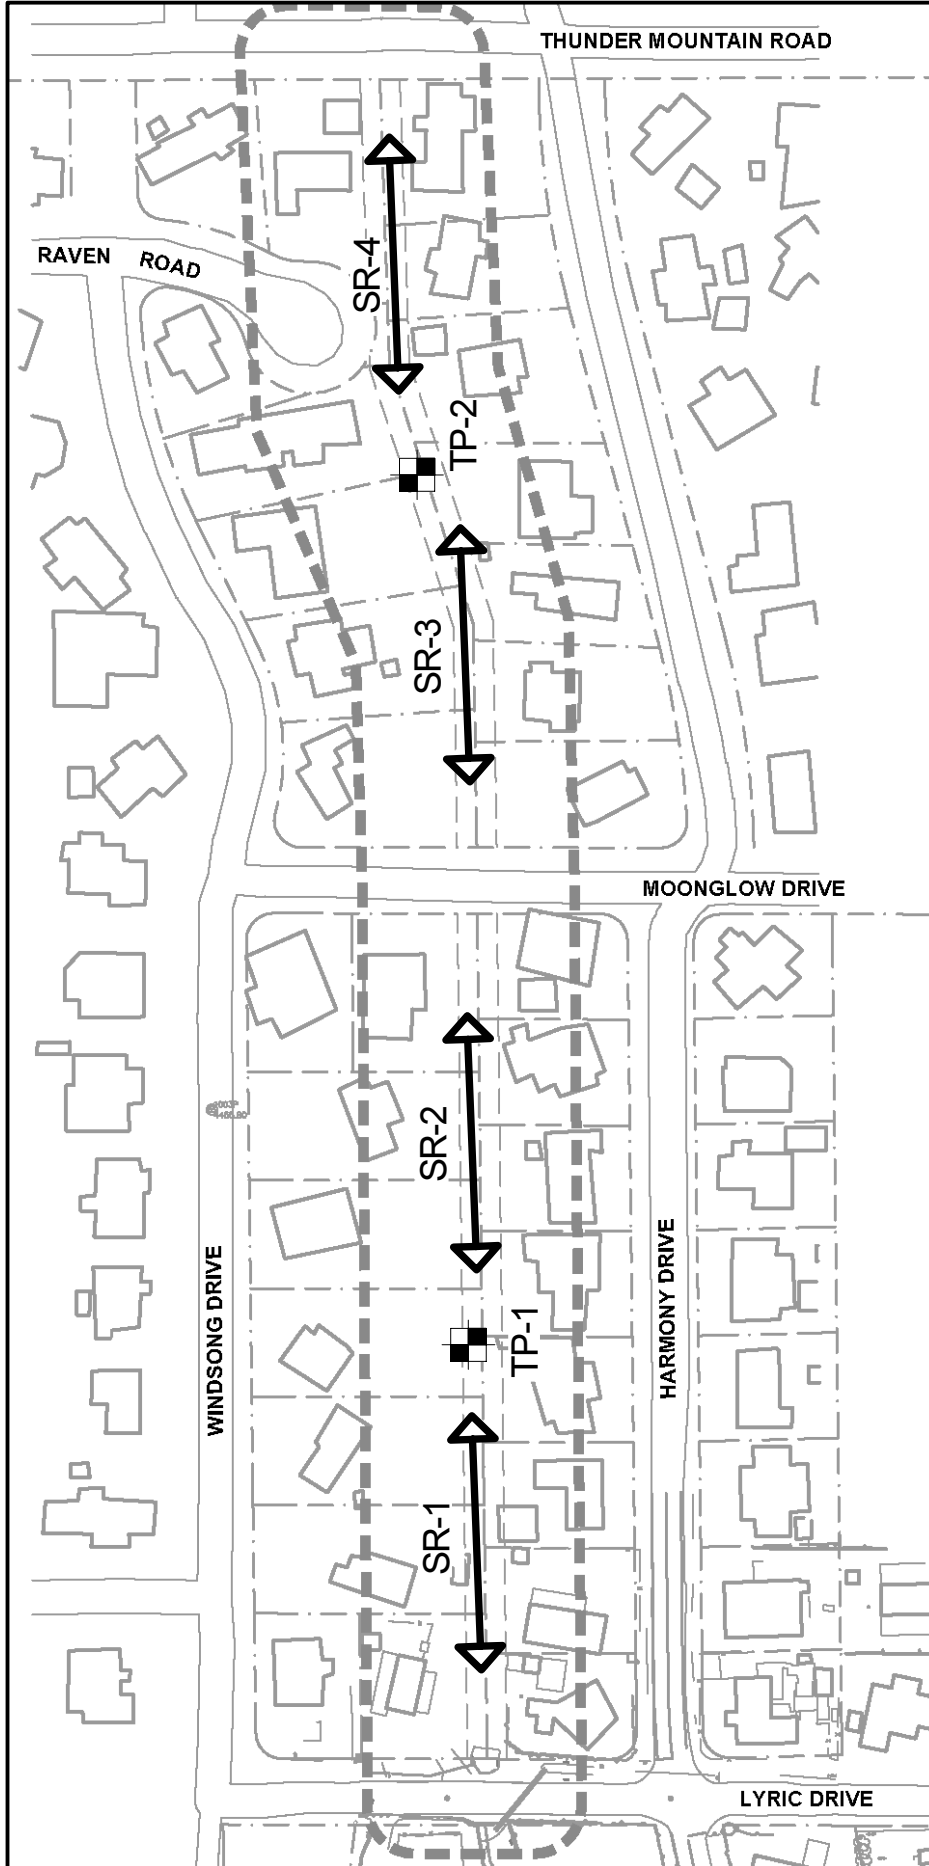 THUNDER MOUNTAIN ROAD
RAVEN ROAD
SR-4
TP-2
SR-3
MOONGLOW DRIVE
SR-2
WINDSONG DRIVE
HARMONY DRIVE
TP-1
SR-1
LYRIC DRIVE